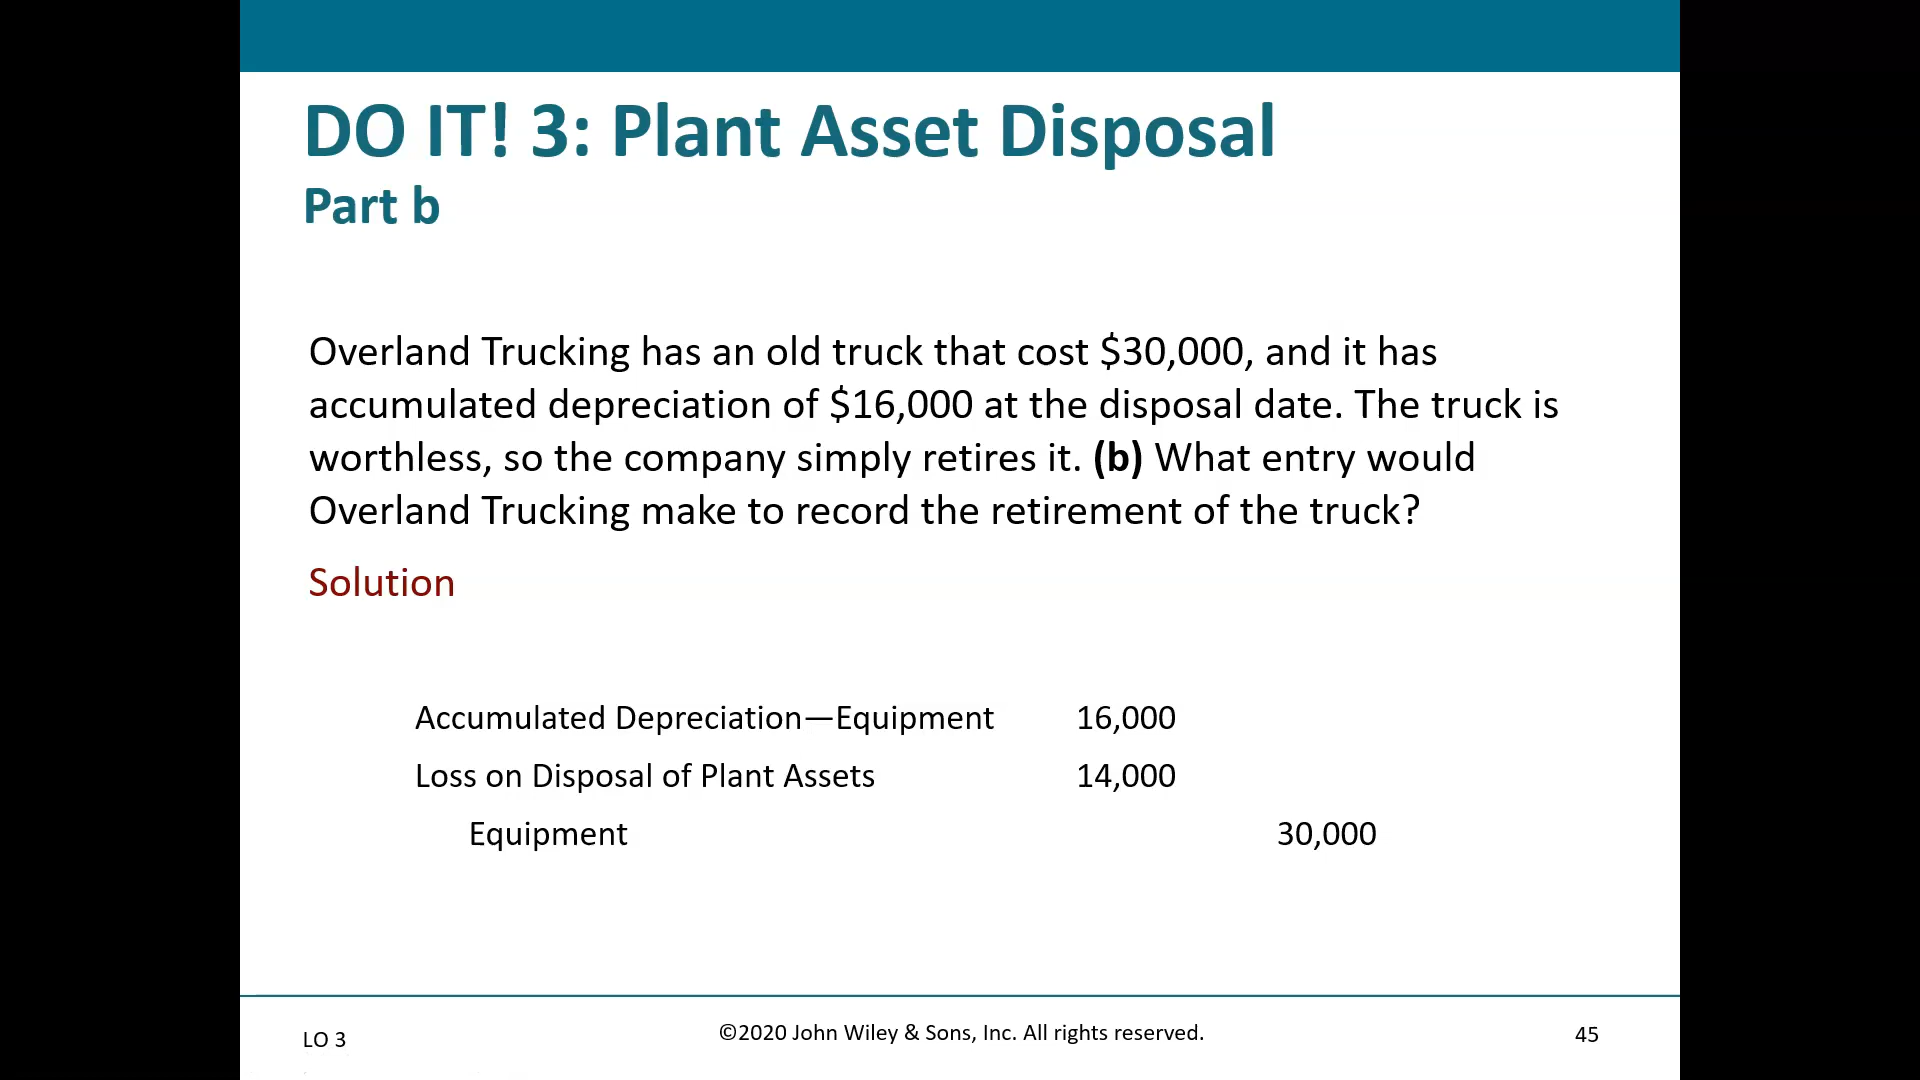 DO IT! 3: Plant Asset Disposal
Part b
Overland Trucking has an old truck that cost $30,000, and it has
accumulated depreciation of $16,000 at the disposal date. The truck is
worthless, so the company simply retires it. (b) What entry would
Overland Trucking make to record the retirement of the truck?
Solution
Accumulated Depreciation—Equipment 16,000
Loss on Disposal of Plant Assets 14,000
Equipment 30,000
LO 3 ©2020 John Wiley & Sons, Inc. All rights reserved. 45